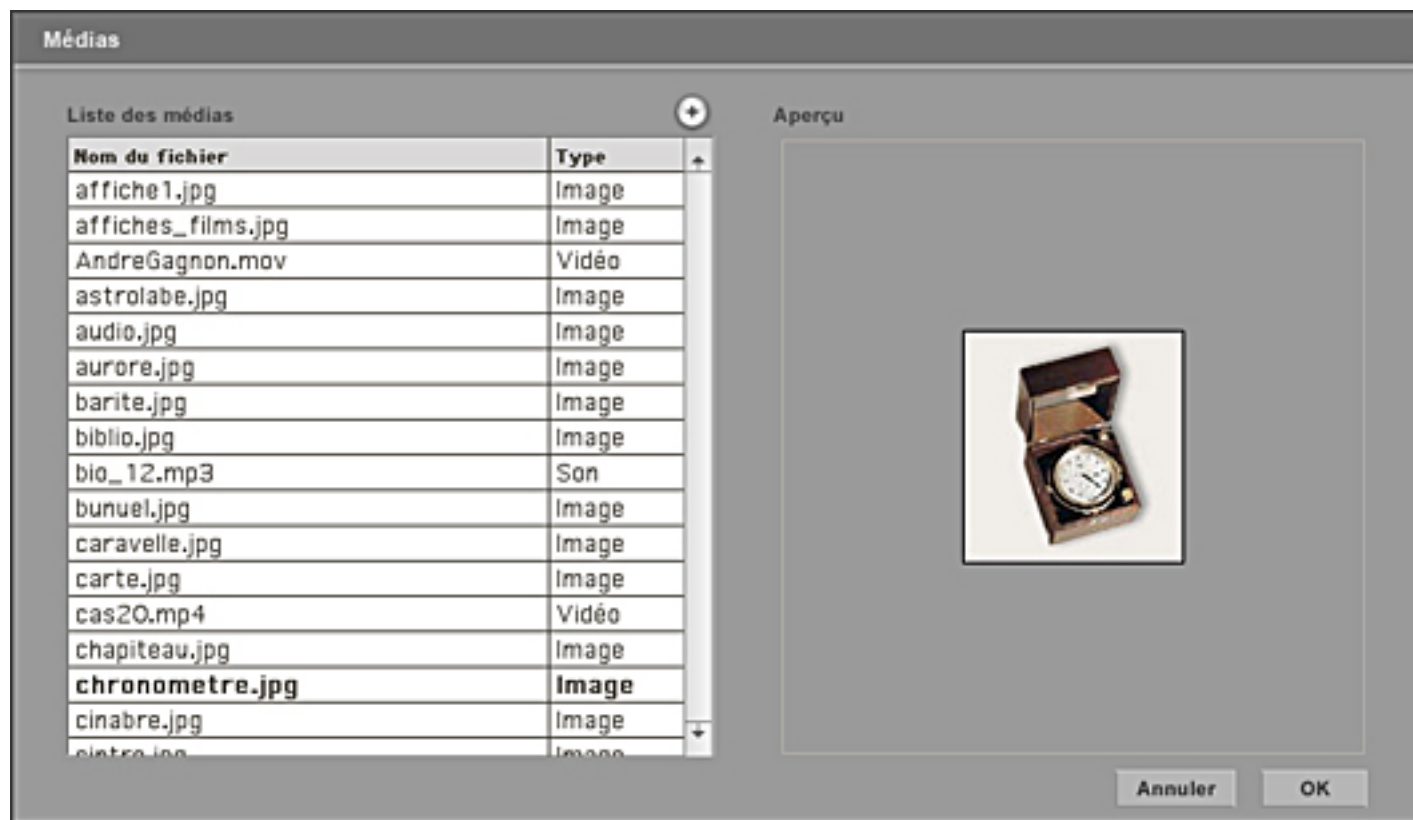 Médias
Liste des médias
Aperçu
Nom du fichier Type
affiche1.jpg Image
affiches_films.jpg Image
AndreGagnon.mov Vidéo
astrolabe.jpg Image
audio.jpg Image
aurore.jpg Image
barite.jpg Image
biblio.jpg Image
bio_12.mp3 Son
bunuel.jpg Image
caravelle.jpg Image
carte.jpg Image
cas20.mp4 Vidéo
chapiteau.jpg Image
chronometre.jpg Image
cinabre.jpg Image
cintre.jpg Image
Annuler OK